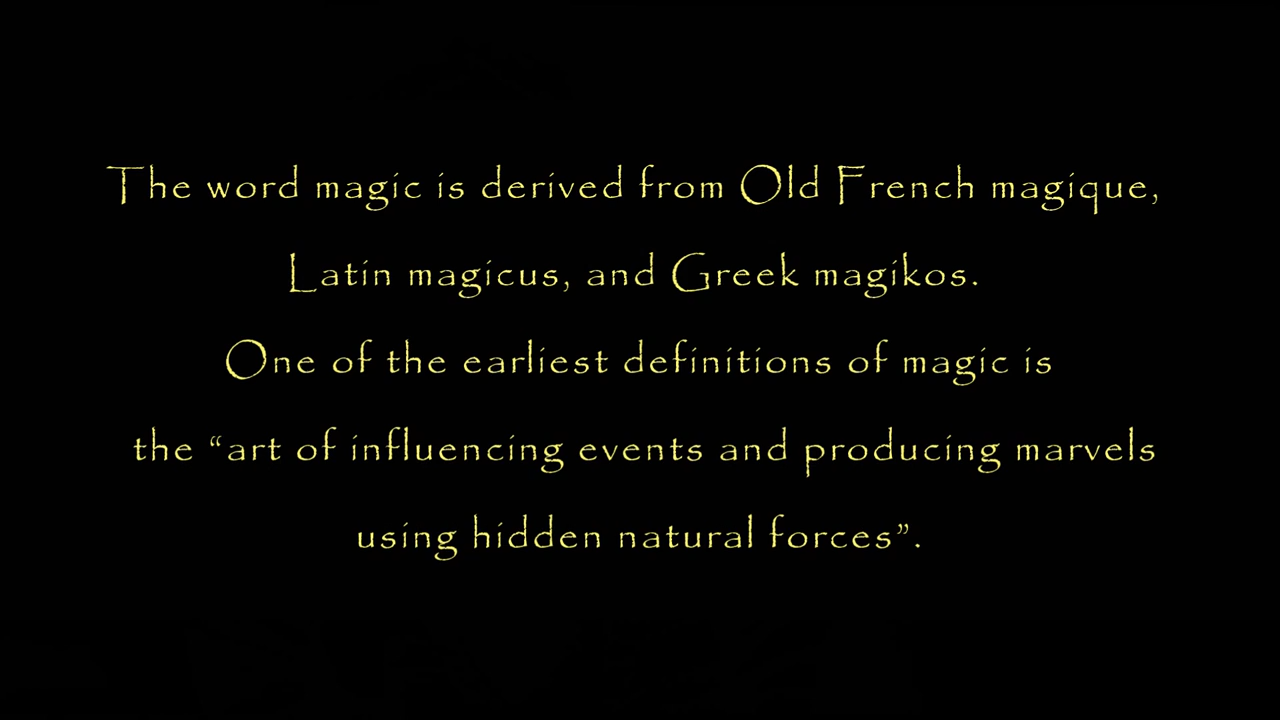 The word magic is derived from Old French magique,
Latin magicus, and Greek magikos.
One of the earliest definitions of magic is
the “art of influencing events and producing marvels
using hidden natural forces”.